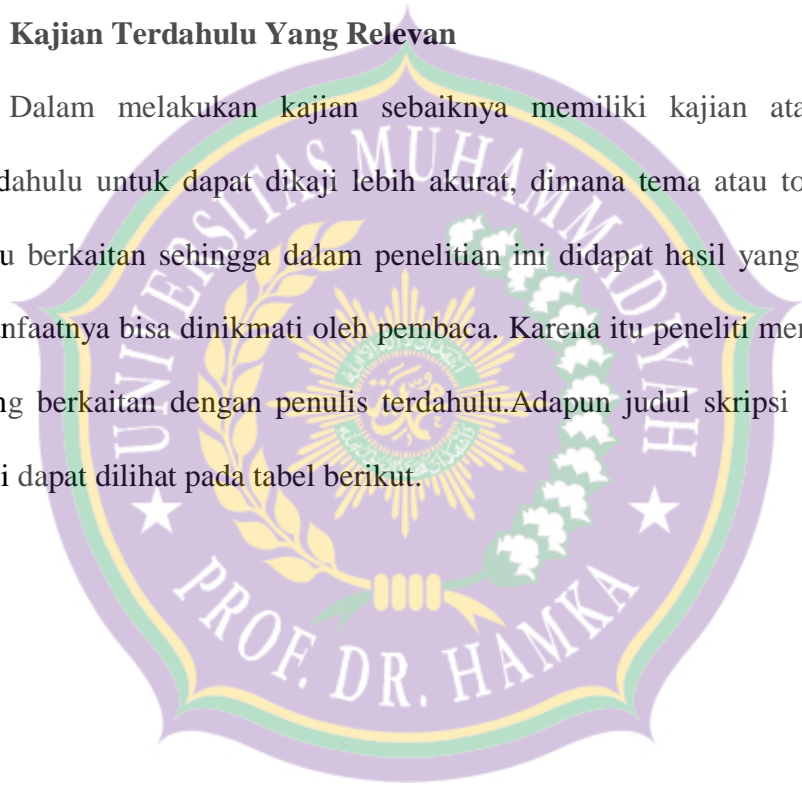 Kajian Terdahulu Yang Relevan
Dalam melakukan kajian sebaiknya memiliki kajian ata
dahulu untuk dapat dikaji lebih akurat, dimana tema atau to
u berkaitan sehingga dalam penelitian ini didapat hasil yang
nfaatnya bisa dinikmati oleh pembaca. Karena itu peneliti mer
ng berkaitan dengan penulis terdahulu.Adapun judul skripsi
i dapat dilihat pada tabel berikut.
UNIVERSITAS MUHAMMADIYAH
PROF. DR. HAMKA